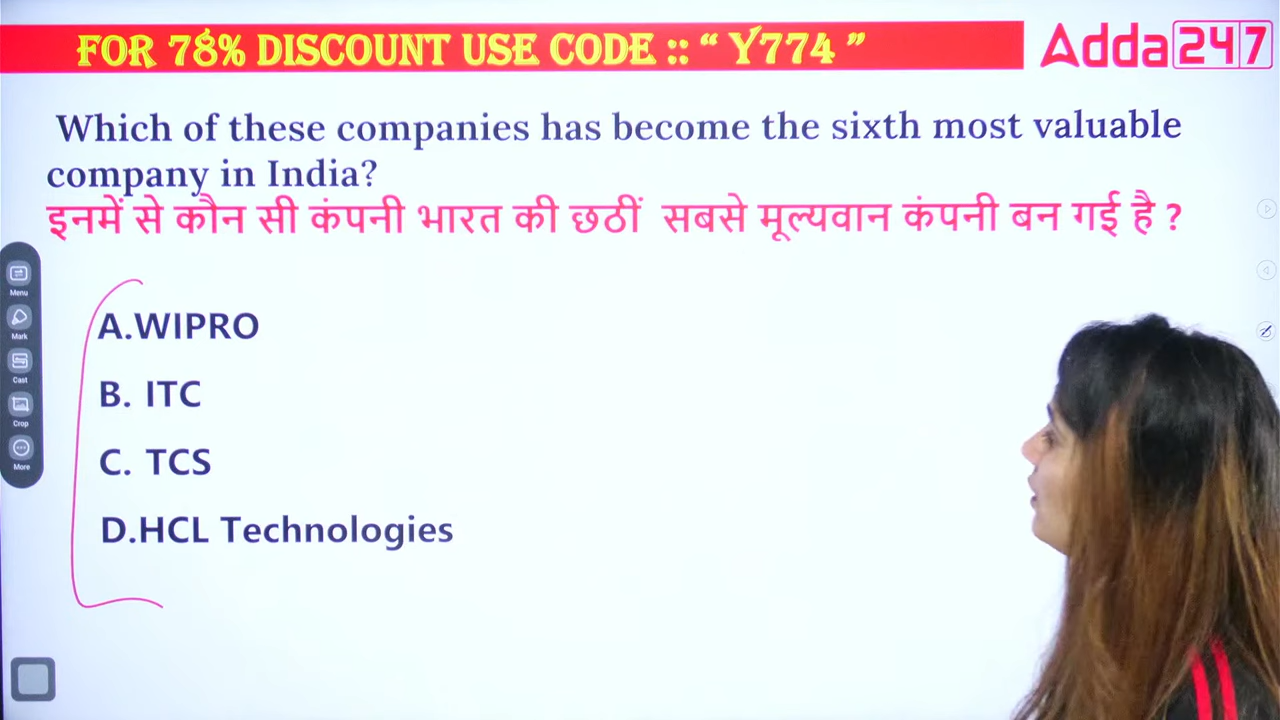 FOR 78% DISCOUNT USE CODE :: “ Y774 ”
Adda247
Which of these companies has become the sixth most valuable
company in India?
इनमें से कौन सी कंपनी भारत की छठीं सबसे मूल्यवान कंपनी बन गई है ?
Menu
Mark
Cast
Crop
More
A.WIPRO
B. ITC
C. TCS
D.HCL Technologies